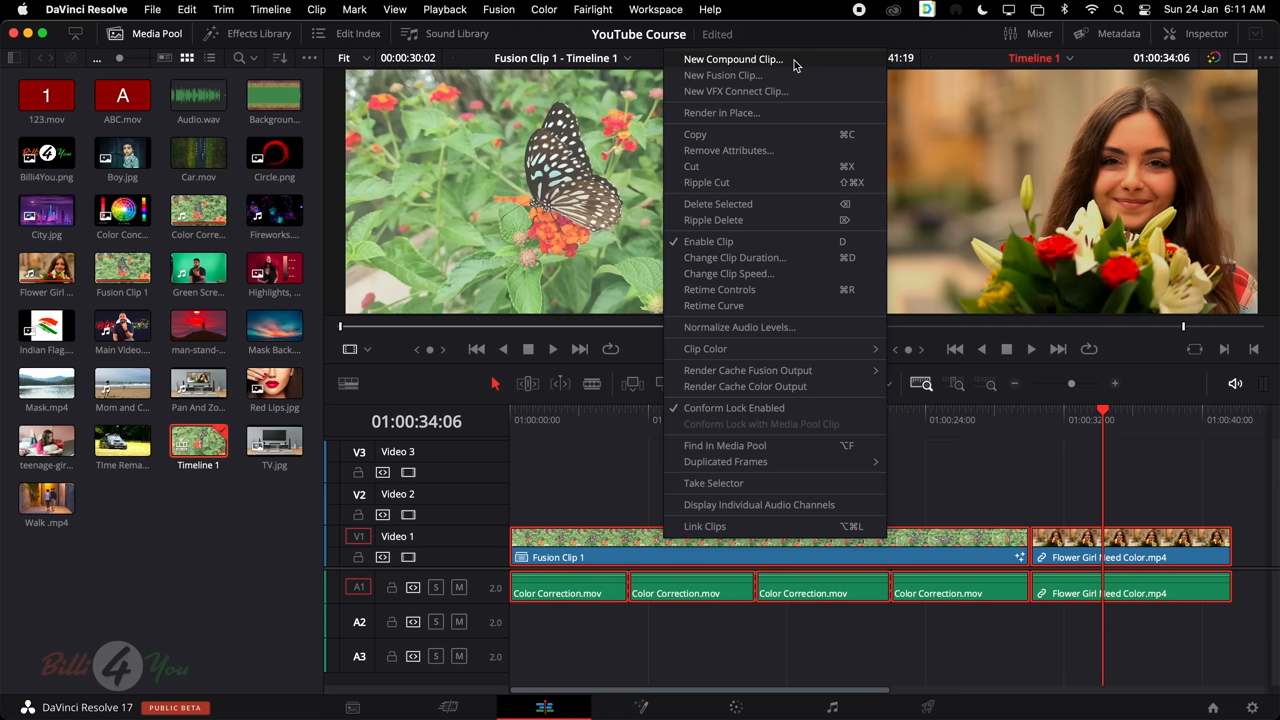 DaVinci Resolve File Edit Trim Timeline Clip Mark View Playback Fusion Color Fairlight Workspace Help Sun 24 Jan 6:11 AM
Media Pool Effects Library Edit Index Sound Library YouTube Course Edited Mixer Metadata Inspector
Fit 00:00:30:02 Fusion Clip 1 - Timeline 1 41:19 Timeline 1 01:00:34:06
1 A
123.mov ABC.mov Audio.wav Backgroun...
Billi4You
Billi4You.png Boy.jpg Car.mov Circle.png
City.jpg Color Conc... Color Corre... Fireworks....
Flower Girl ... Fusion Clip 1 Green Scre... Highlights, ...
Indian Flag.... Main Video.... man-stand-... Mask Back....
Mask.mp4 Mom and C... Pan And Zo... Red Lips.jpg
teenage-gir... TIme Rema... Timeline 1 TV.jpg
Walk .mp4
New Compound Clip...
New Fusion Clip...
New VFX Connect Clip...
Render in Place...
Copy ⌘C
Remove Attributes...
Cut ⌘X
Ripple Cut ⇧⌘X
Delete Selected ⌫
Ripple Delete ⌦
✓ Enable Clip D
Change Clip Duration... ⌘D
Change Clip Speed...
Retime Controls ⌘R
Retime Curve
Normalize Audio Levels...
Clip Color >
Render Cache Fusion Output >
Render Cache Color Output
✓ Conform Lock Enabled
Conform Lock with Media Pool Clip
Find In Media Pool ⌥F
Duplicated Frames >
Take Selector
Display Individual Audio Channels
Link Clips ⌥⌘L
01:00:34:06 01:00:00:00 01 01:00:24:00 01:00:32:00 01:00:40:00
V3 Video 3
V2 Video 2
V1 Video 1
Fusion Clip 1 Flower Girl Need Color.mp4
A1 S M 2.0 Color Correction.mov Color Correction.mov Color Correction.mov Color Correction.mov Flower Girl Need Color.mp4
A2 S M 2.0
A3 S M 2.0
Billi 4 You
DaVinci Resolve 17 PUBLIC BETA